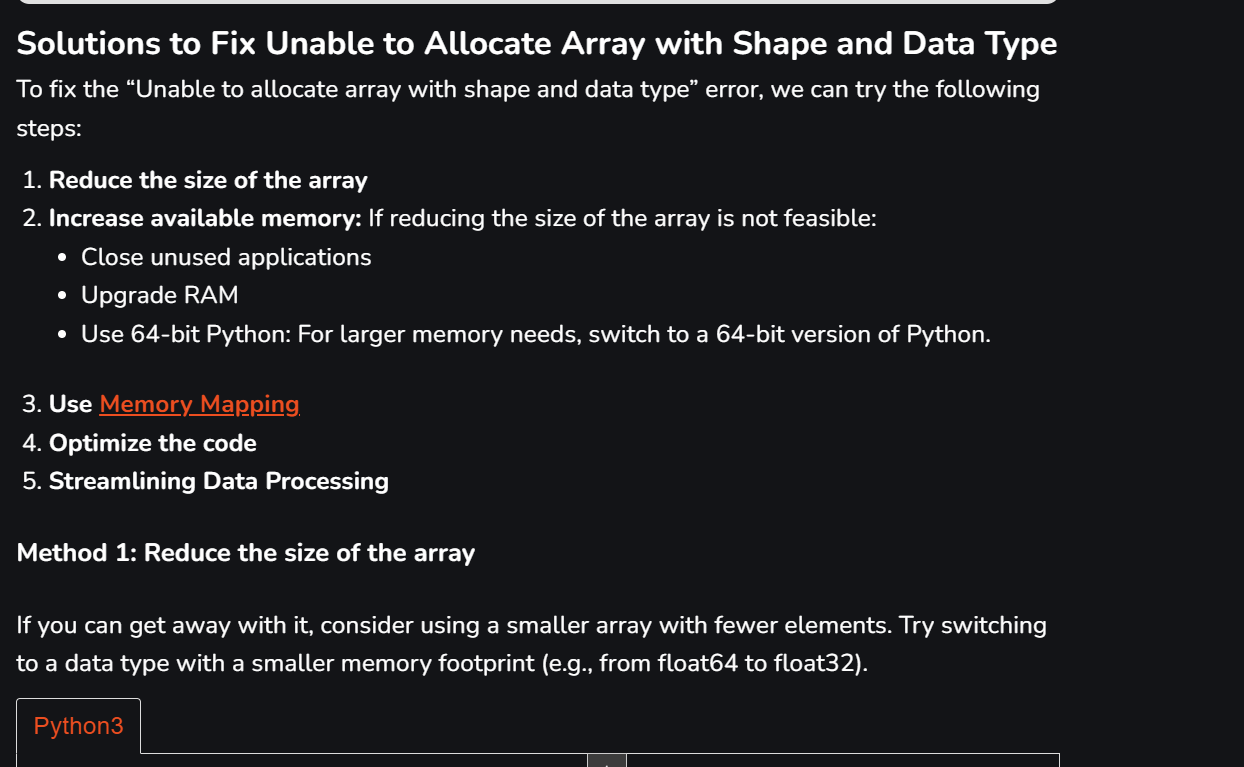 Solutions to Fix Unable to Allocate Array with Shape and Data Type
To fix the “Unable to allocate array with shape and data type” error, we can try the following
steps:
1. Reduce the size of the array
2. Increase available memory: If reducing the size of the array is not feasible:
• Close unused applications
• Upgrade RAM
• Use 64-bit Python: For larger memory needs, switch to a 64-bit version of Python.
3. Use Memory Mapping
4. Optimize the code
5. Streamlining Data Processing
Method 1: Reduce the size of the array
If you can get away with it, consider using a smaller array with fewer elements. Try switching
to a data type with a smaller memory footprint (e.g., from float64 to float32).
Python3